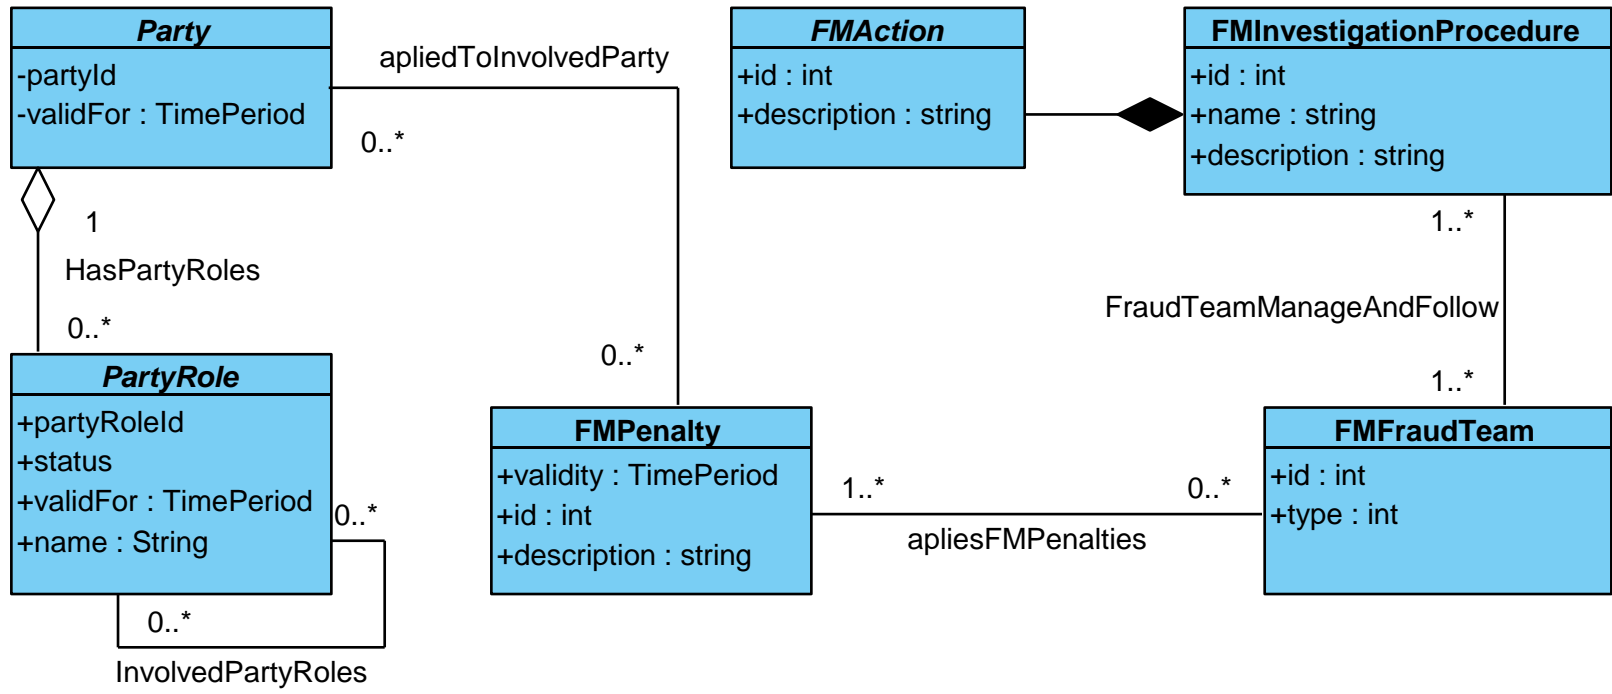 Party
-partyId
-validFor : TimePeriod
apliedToInvolvedParty
0..*
FMAction
+id : int
+description : string
FMInvestigationProcedure
+id : int
+name : string
+description : string
1
HasPartyRoles
0..*
1..*
FraudTeamManageAndFollow
1..*
0..*
PartyRole
+partyRoleId
+status
+validFor : TimePeriod
+name : String
0..*
0..*
InvolvedPartyRoles
FMPenalty
+validity : TimePeriod
+id : int
+description : string
1..*
0..*
apliesFMPenalties
FMFraudTeam
+id : int
+type : int